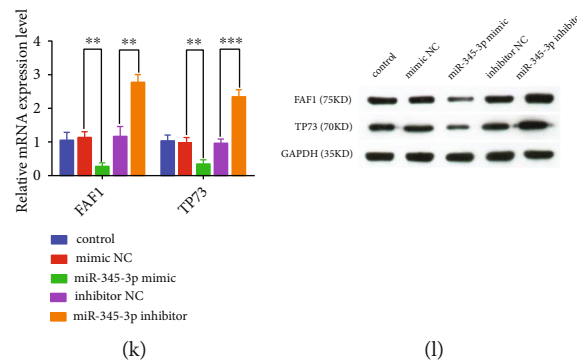 Relative mRNA expression level
4
3
2
1
0
** ** ** ***
FAF1
TP73
control
mimic NC
miR-345-3p mimic
inhibitor NC
miR-345-3p inhibitor
(k)
control
mimic NC
miR-345-3p mimic
inhibitor NC
miR-345-3p inhibitor
FAF1 (75KD)
TP73 (70KD)
GAPDH (35KD)
(l)